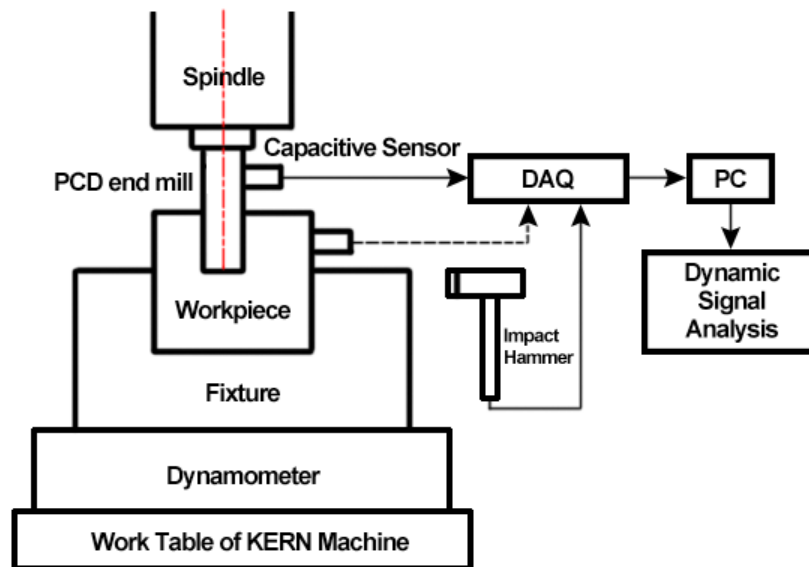 Spindle
Capacitive Sensor
PCD end mill
DAQ
PC
Workpiece
Impact
Hammer
Dynamic
Signal
Analysis
Fixture
Dynamometer
Work Table of KERN Machine